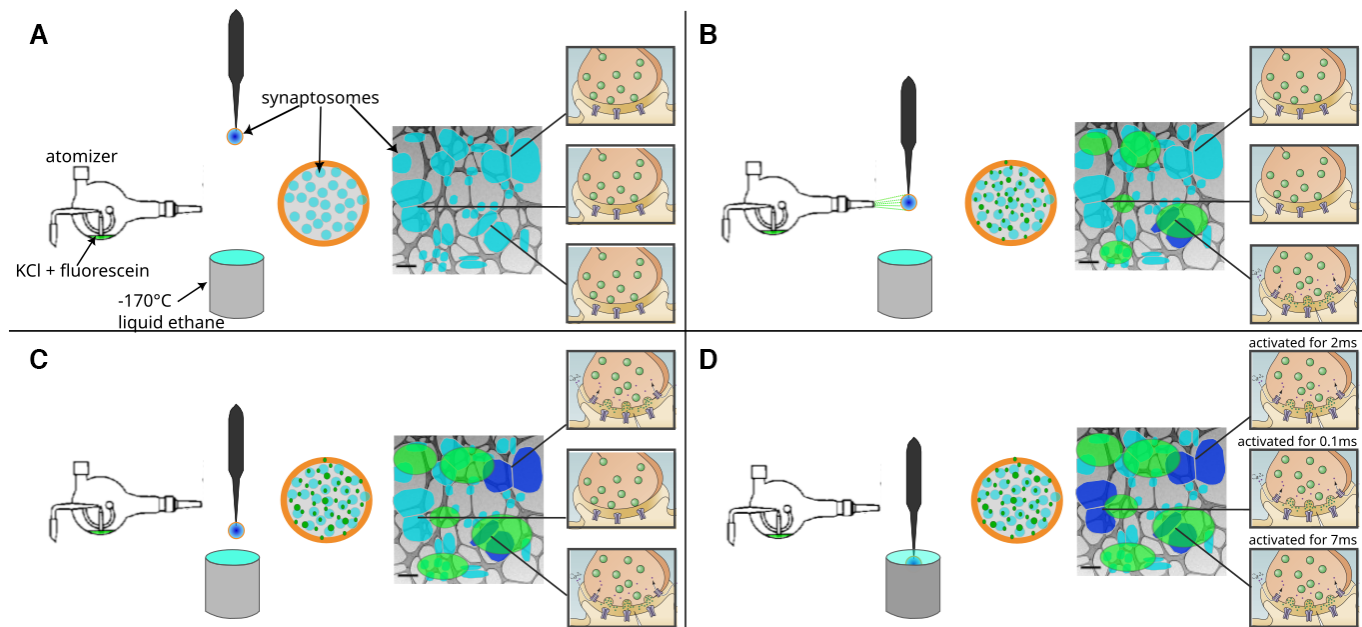 A
synaptosomes
atomizer
KCl + fluorescein
-170°C
liquid ethane
B
C
D
activated for 2ms
activated for 0.1ms
activated for 7ms